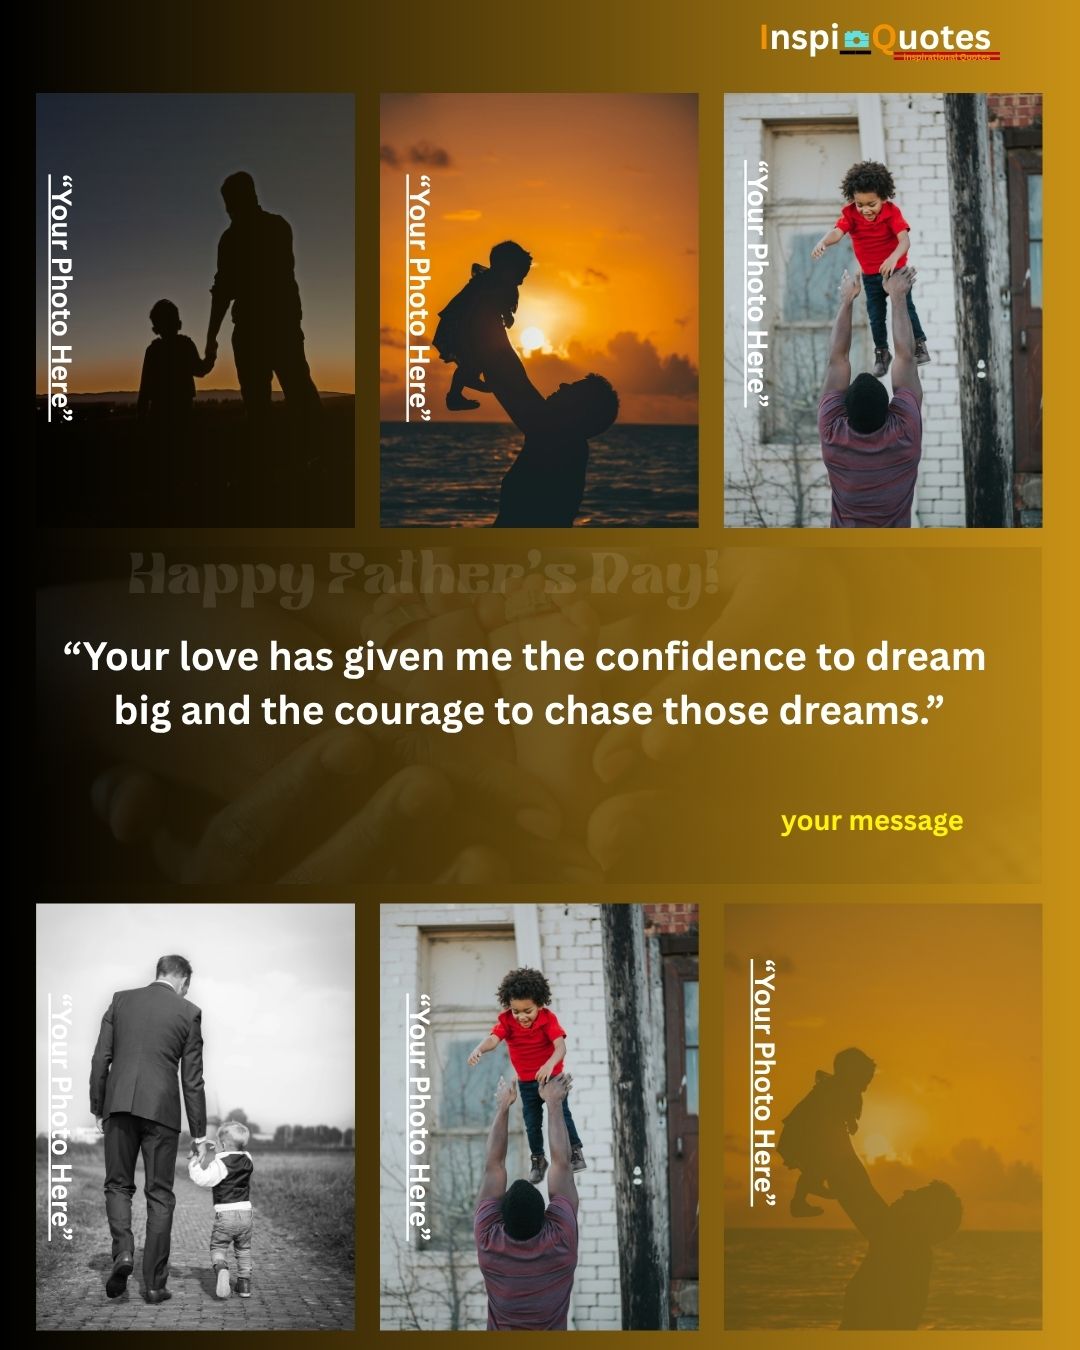 Inspi Quotes
Inspirational Quotes
“Your Photo Here”
“Your Photo Here”
“Your Photo Here”
Happy Father’s Day!
“Your love has given me the confidence to dream
big and the courage to chase those dreams.”
your message
“Your Photo Here”
“Your Photo Here”
“Your Photo Here”